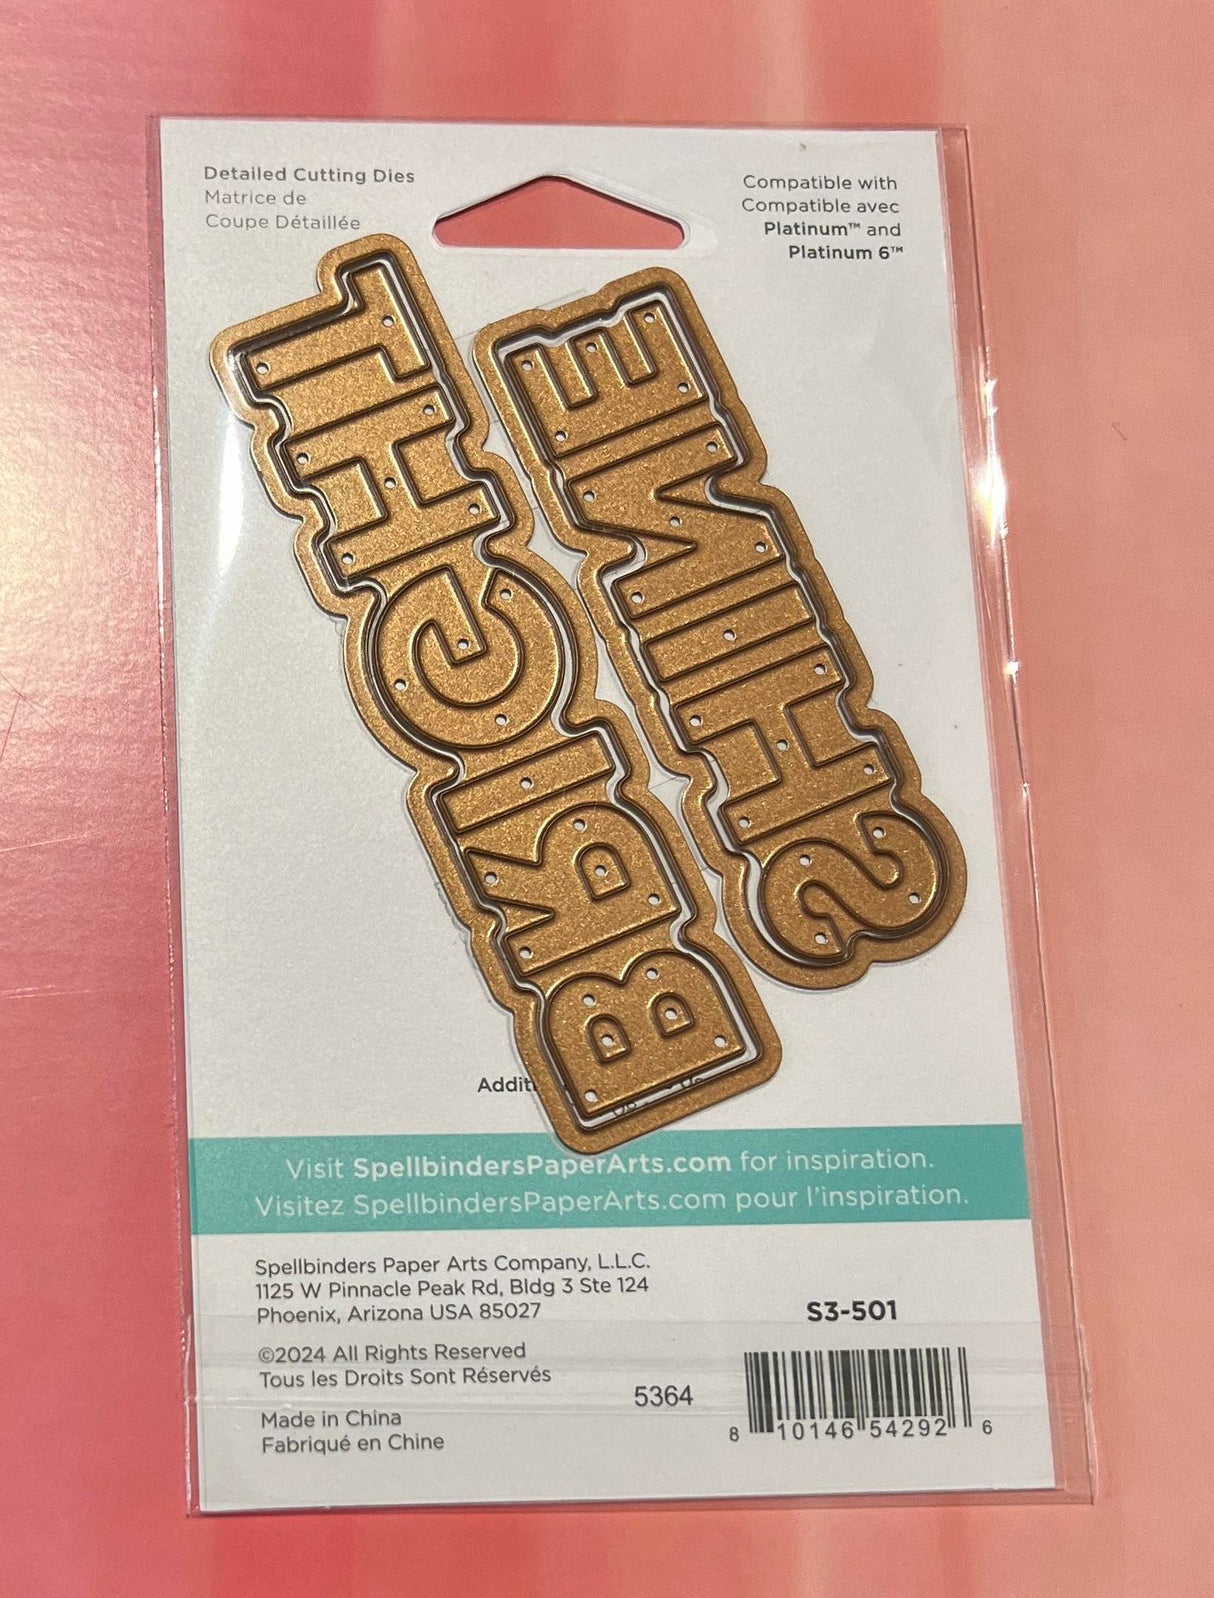 Detailed Cutting Dies
Matrice de
Coupe Détaillée
Compatible with
Compatible avec
Platinum™ and
Platinum 6™
BRIGHT
SHINE
Visit SpellbindersPaperArts.com for inspiration.
Visitez SpellbindersPaperArts.com pour l'inspiration.
Spellbinders Paper Arts Company, L.L.C.
1125 W Pinnacle Peak Rd, Bldg 3 Ste 124
Phoenix, Arizona USA 85027
©2024 All Rights Reserved
Tous les Droits Sont Réservés
Made in China
Fabriqué en Chine
5364
S3-501
8 10146 54292 6